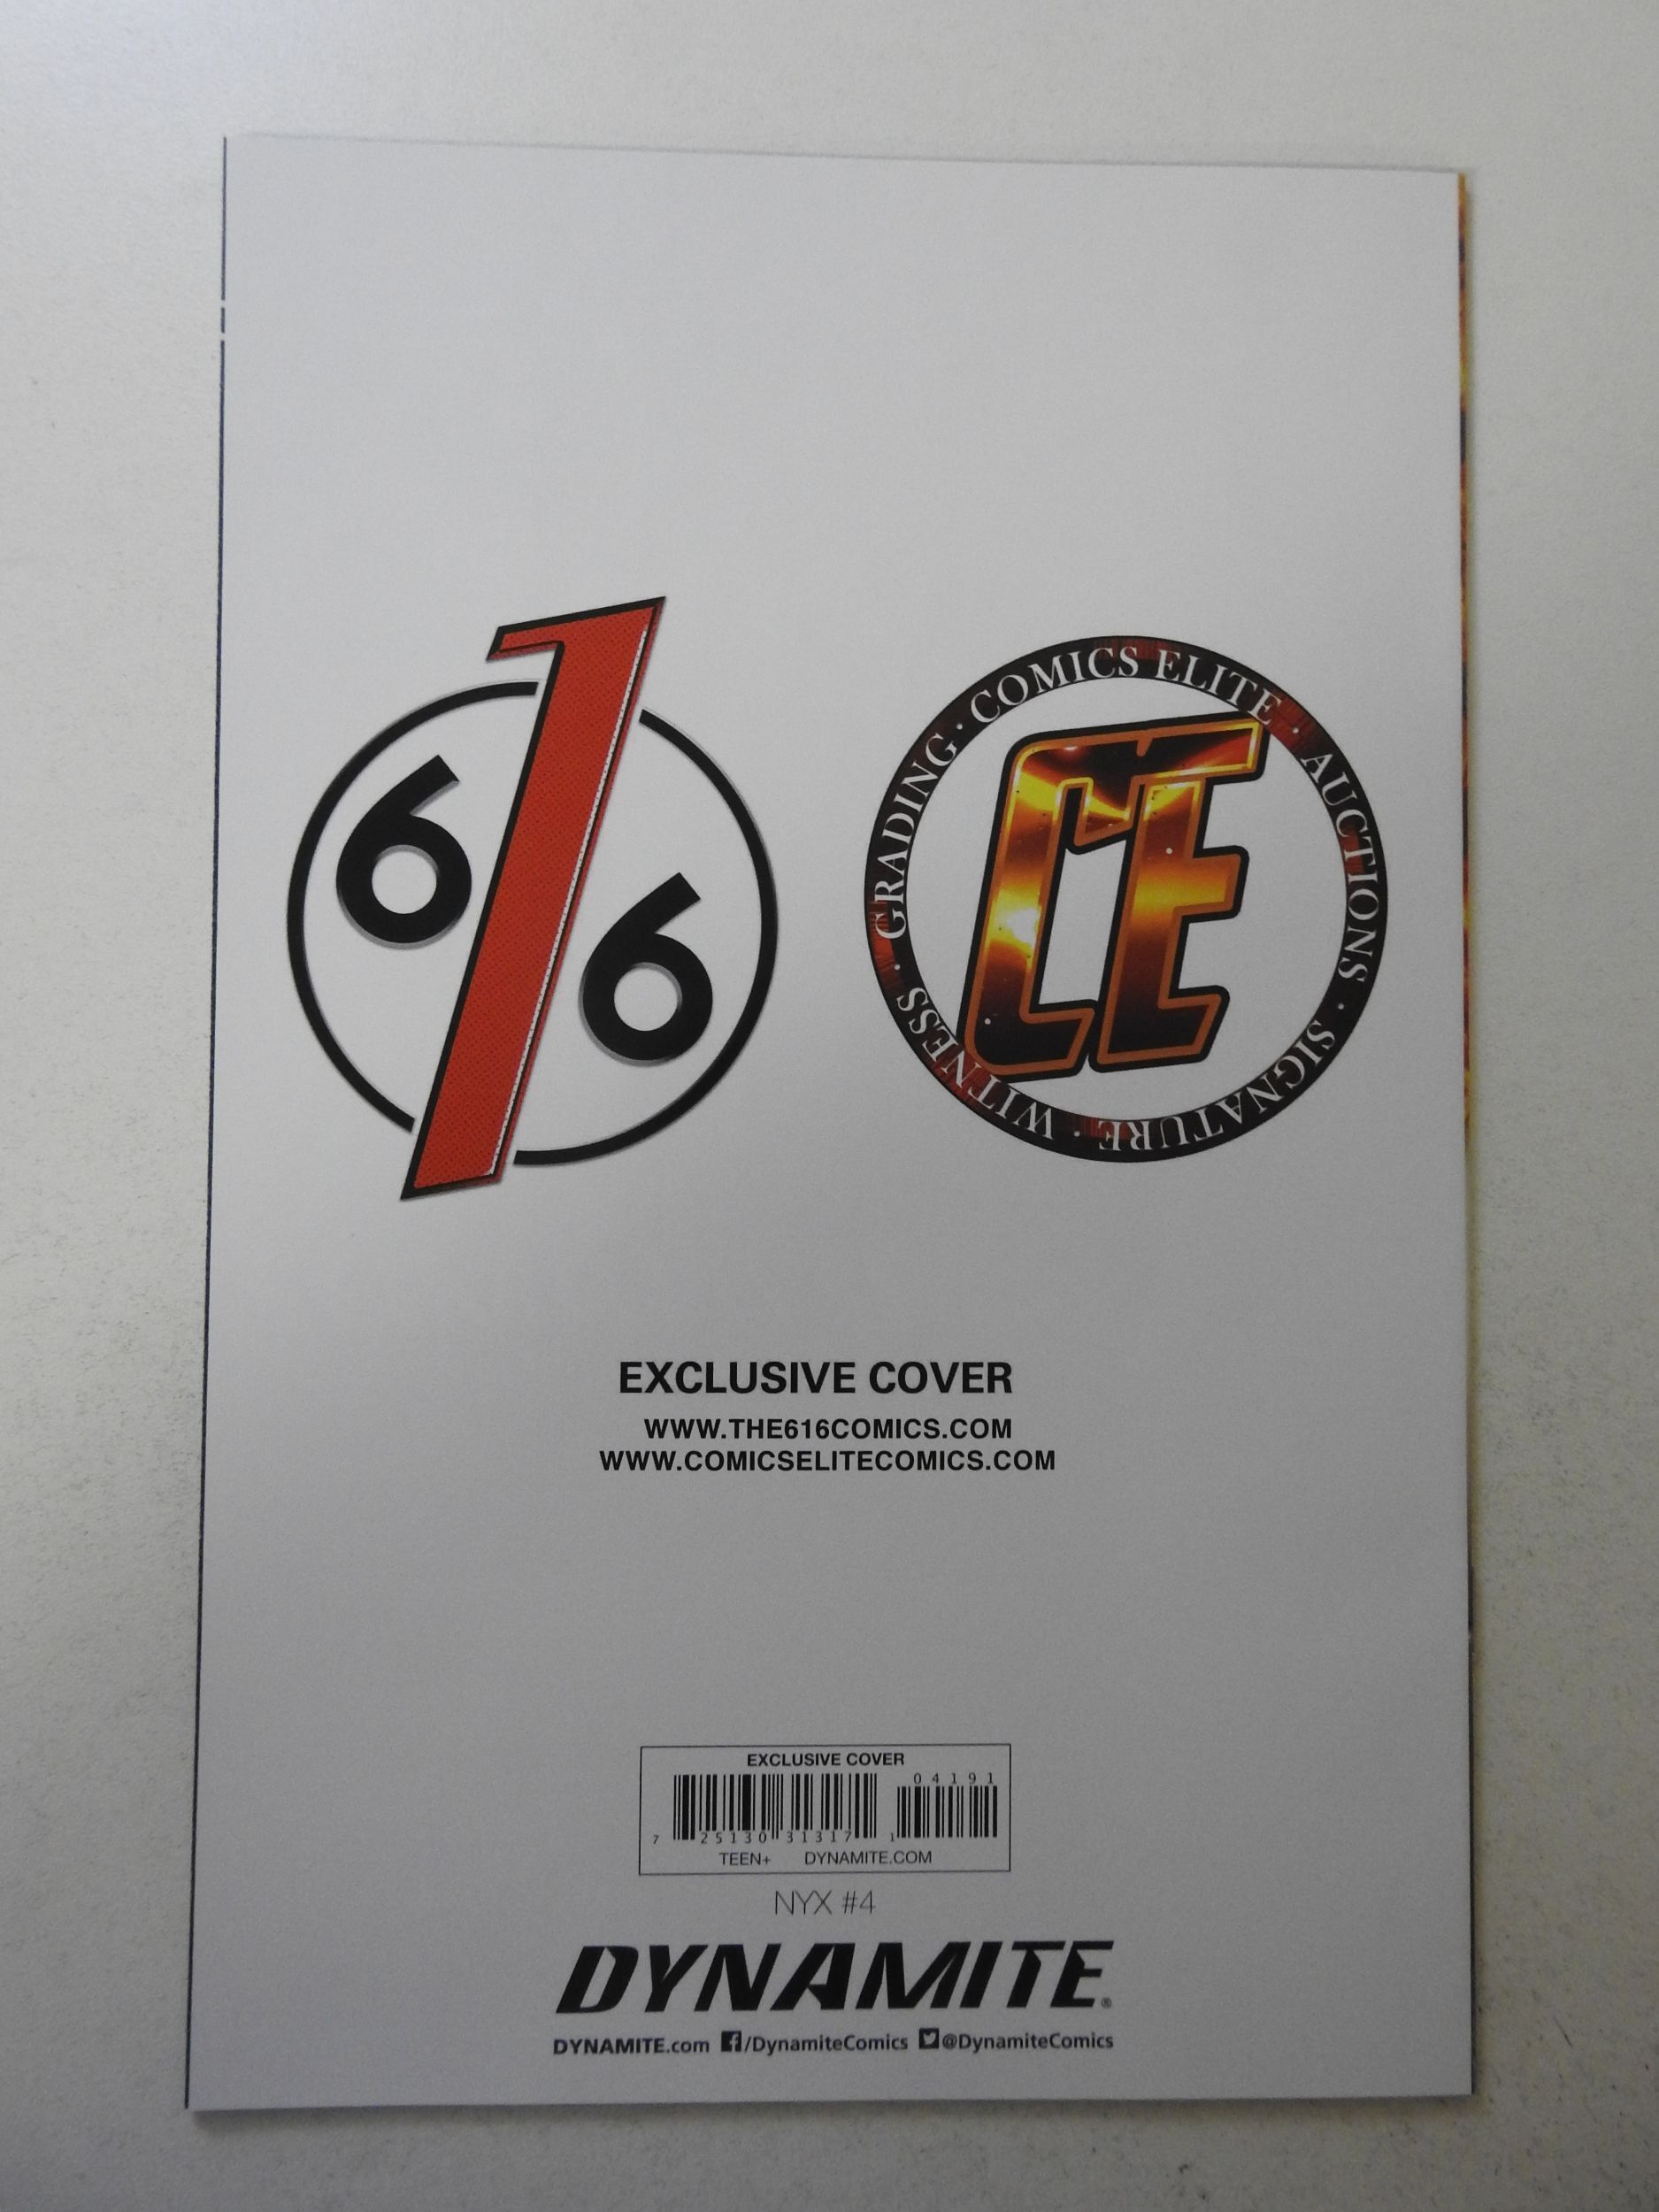 616
COMICS ELITE · AUCTIONS · SIGNATURE · WITNESS · GRADING ·
CE
EXCLUSIVE COVER
WWW.THE616COMICS.COM
WWW.COMICSELITECOMICS.COM
EXCLUSIVE COVER
04191
7 25130 31317 1
TEEN+ DYNAMITE.COM
NYX #4
DYNAMITE®
DYNAMITE.com f/DynamiteComics @DynamiteComics